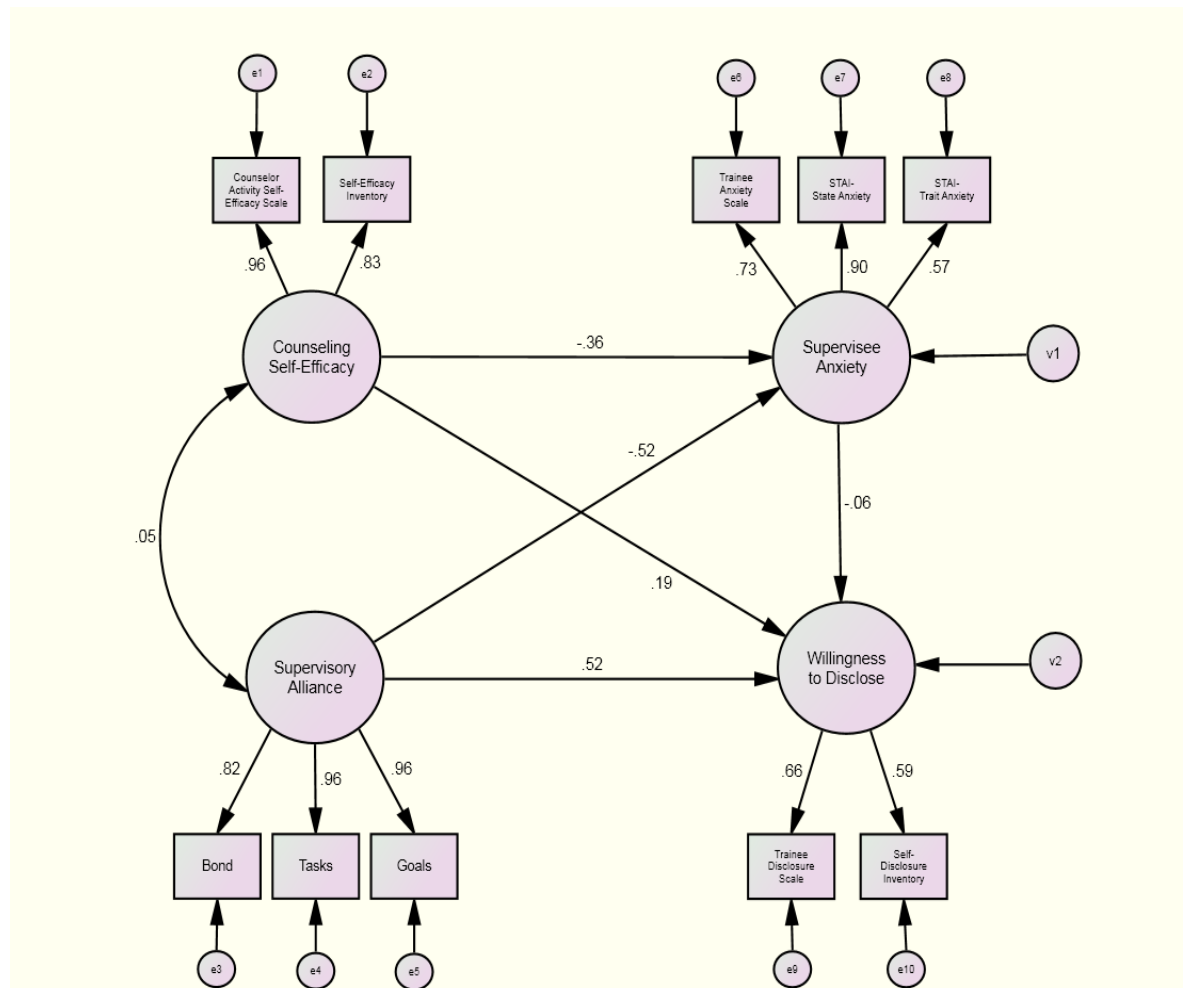 e1
e2
e6
e7
e8
Counselor
Activity Self-
Efficacy Scale
Self-Efficacy
Inventory
Trainee
Anxiety
Scale
STAI-
State Anxiety
STAI-
Trait Anxiety
.96
.83
.73
.90
.57
Counseling
Self-Efficacy
-.36
Supervisee
Anxiety
v1
-.52
-.06
.05
.19
Supervisory
Alliance
.52
Willingness
to Disclose
v2
.82
.96
.96
.66
.59
Bond
Tasks
Goals
Trainee
Disclosure
Scale
Self-
Disclosure
Inventory
e3
e4
e5
e9
e10